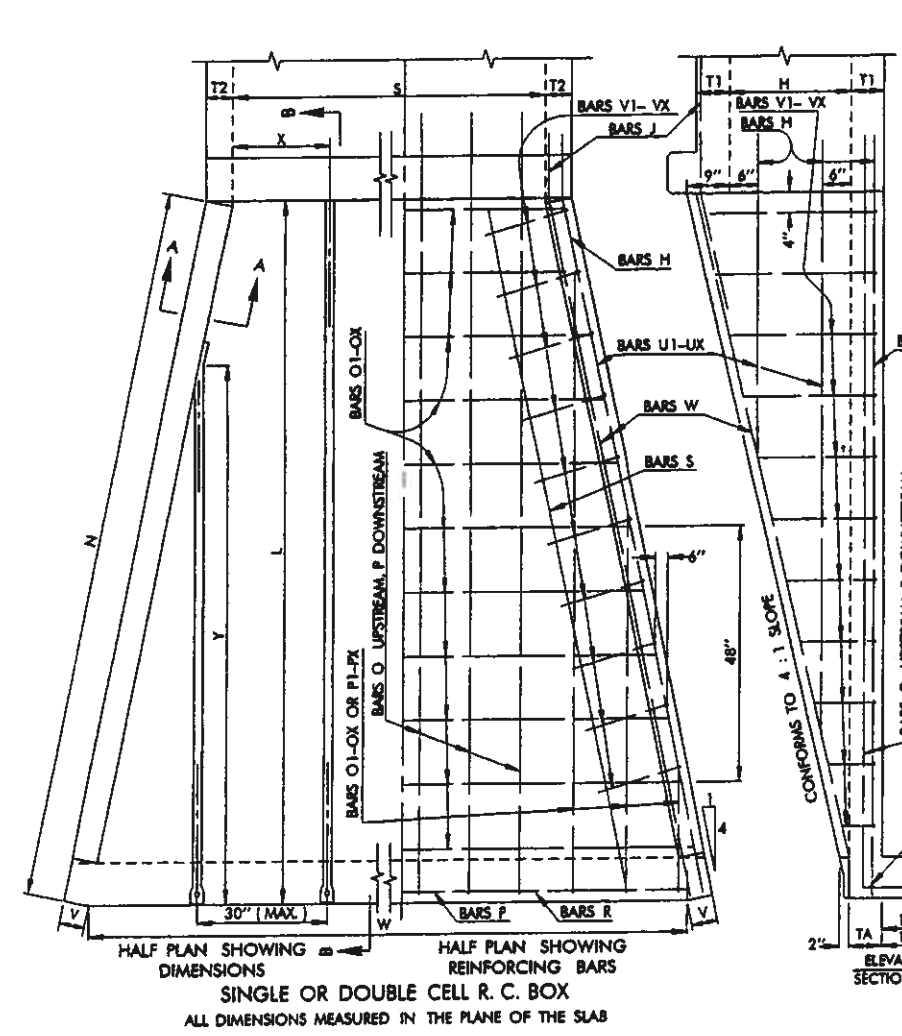 T2
S
T2
B
X
BARS V1-VX
BARS J
T1
H
T1
BARS V1-VX
BARS H
9"
6"
6"
4"
A
A
BARS H
BARS O1-OX
BARS U1-UX
BARS W
BARS S
BARS O UPSTREAM, P DOWNSTREAM
N
L
Y
6"
48"
CONFORMS TO 4 : 1 SLOPE
BARS O1-OX OR P1-PX
1
4
V
30" (MAX.)
W
BARS P
BARS R
V
2"
TA
HALF PLAN SHOWING
DIMENSIONS
B
HALF PLAN SHOWING
REINFORCING BARS
ELEVA
SECTIO
SINGLE OR DOUBLE CELL R. C. BOX
ALL DIMENSIONS MEASURED IN THE PLANE OF THE SLAB